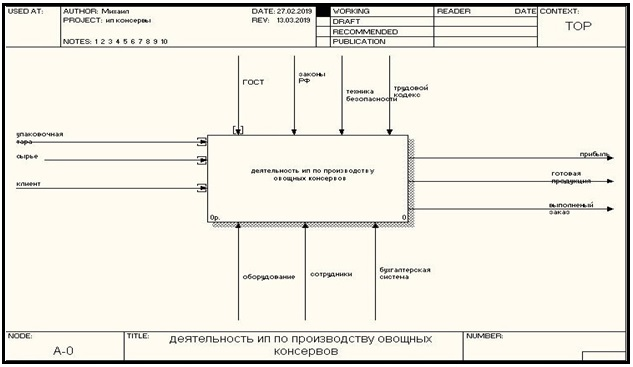 USED AT:
AUTHOR: Михаил
DATE: 27.02.2019
WORKING
READER
DATE
CONTEXT:
PROJECT: ип консервы
REV: 13.03.2019
DRAFT
TOP
RECOMMENDED
NOTES: 1 2 3 4 5 6 7 8 9 10
PUBLICATION
ГОСТ
законы
РФ
техника
безопасности
трудовой
кодекс
упаковочная
тара
сырье
клиент
деятельность ип по производству
овощных консервов
0р.
0
прибыль
готовая
продукция
выполненый
заказ
оборудование
сотрудники
бухгалтерская
система
NODE:
TITLE:
NUMBER:
A-0
деятельность ип по производству овощных
консервов